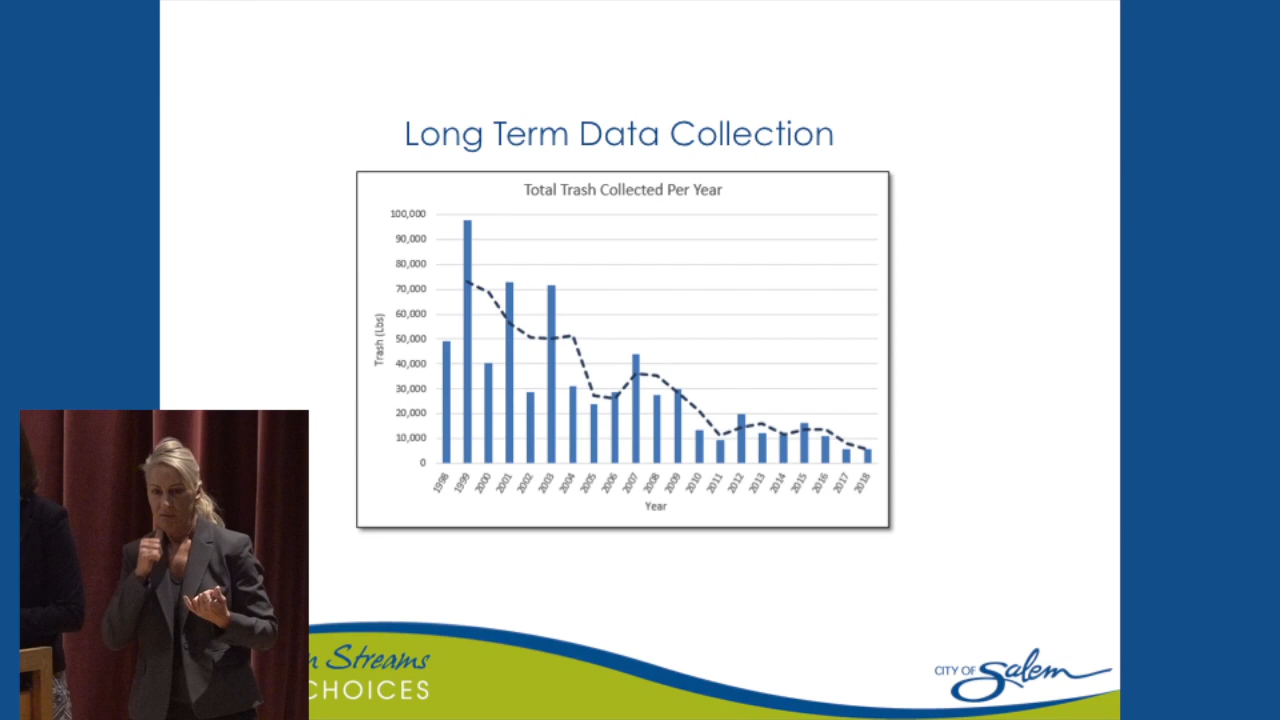 Long Term Data Collection
Total Trash Collected Per Year
100,000
90,000
80,000
70,000
60,000
50,000
40,000
30,000
20,000
10,000
0
Trash (Lbs)
1998 1999 2000 2001 2002 2003 2004 2005 2006 2007 2008 2009 2010 2011 2012 2013 2014 2015 2016 2017 2018
Year
n Streams
CHOICES
CITY OF Salem